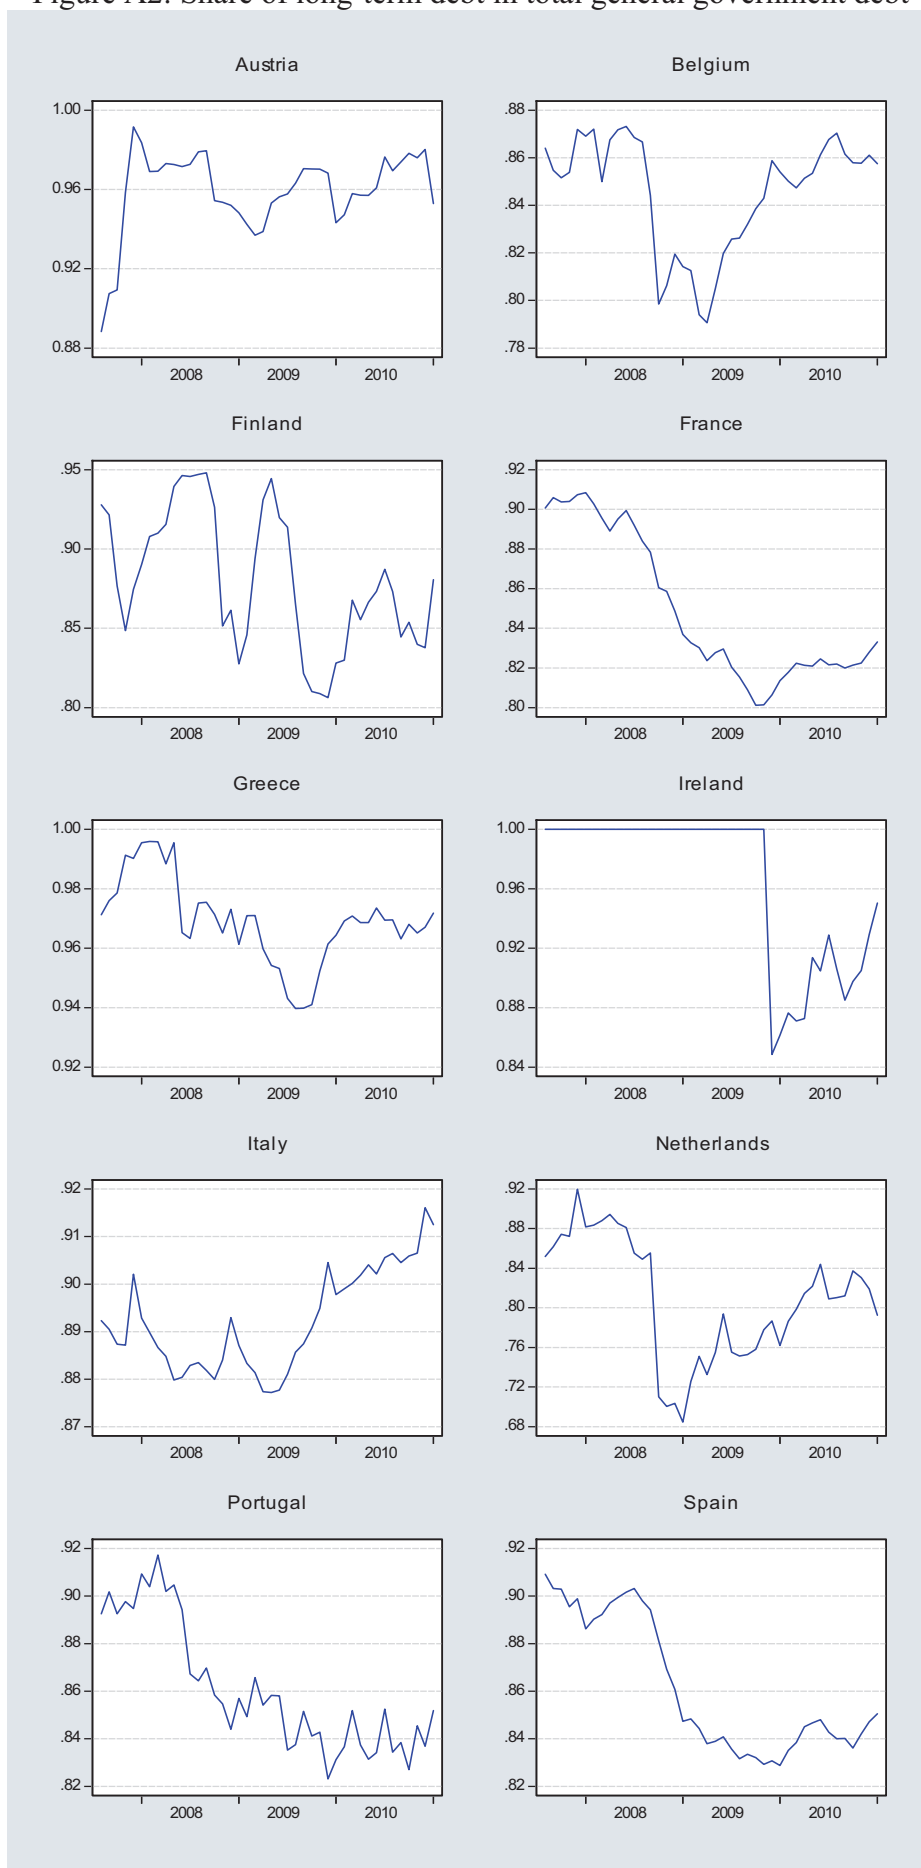 Figure A2: Share of long-term debt in total general government debt
Austria
1.00
0.96
0.92
0.88
2008 2009 2010
Belgium
.88
.86
.84
.82
.80
.78
2008 2009 2010
Finland
.95
.90
.85
.80
2008 2009 2010
France
.92
.90
.88
.86
.84
.82
.80
2008 2009 2010
Greece
1.00
0.98
0.96
0.94
0.92
2008 2009 2010
Ireland
1.00
0.96
0.92
0.88
0.84
2008 2009 2010
Italy
.92
.91
.90
.89
.88
.87
2008 2009 2010
Netherlands
.92
.88
.84
.80
.76
.72
.68
2008 2009 2010
Portugal
.92
.90
.88
.86
.84
.82
2008 2009 2010
Spain
.92
.90
.88
.86
.84
.82
2008 2009 2010